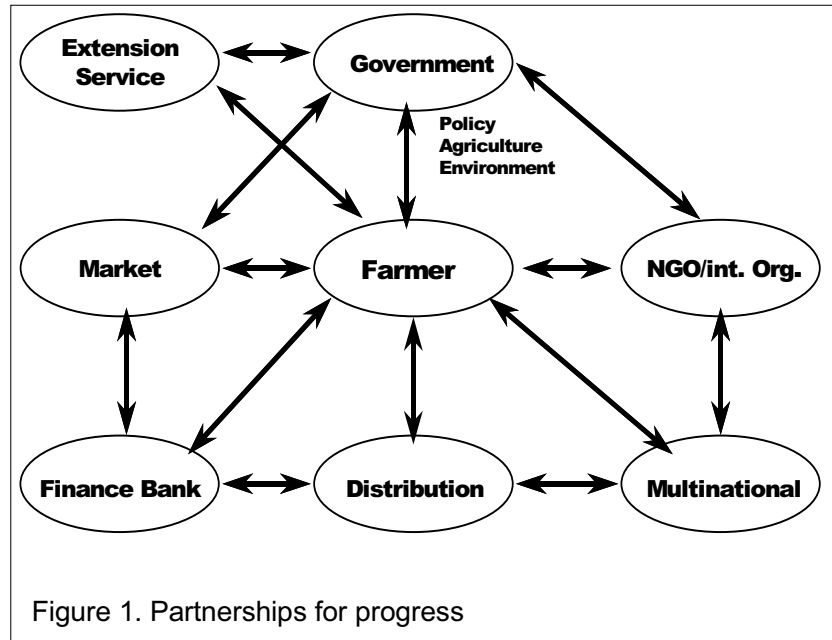 Extension
Service
Government
Policy
Agriculture
Environment
Market
Farmer
NGO/int. Org.
Finance Bank
Distribution
Multinational
Figure 1. Partnerships for progress